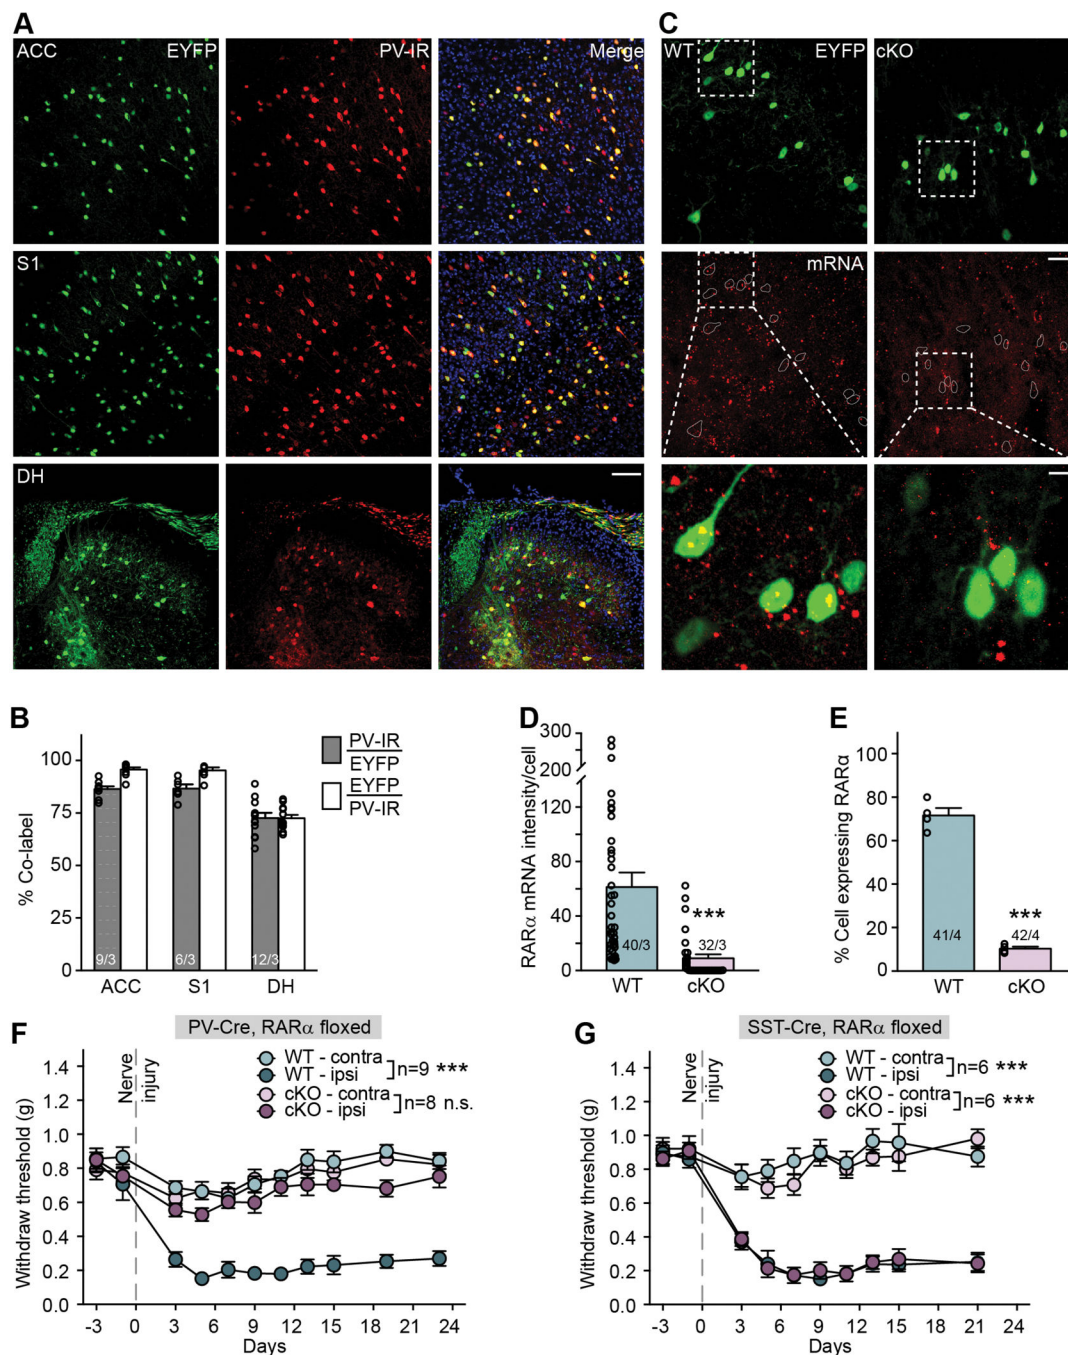 A
C
ACC EYFP
PV-IR
Merge
WT EYFP
cKO
S1
mRNA
DH
B
% Co-label
100
75
50
25
0
9/3
6/3
12/3
ACC
S1
DH
PV-IR
EYFP
EYFP
PV-IR
D
RARα mRNA intensity/cell
300
200
120
80
40
0
40/3
32/3
***
WT
cKO
E
% Cell expressing RARα
100
80
60
40
20
0
41/4
42/4
***
WT
cKO
F
PV-Cre, RARα floxed
Withdraw threshold (g)
1.4
1.2
1.0
0.8
0.6
0.4
0.2
0.0
Nerve
injury
WT - contra
WT - ipsi
n=9 ***
cKO - contra
cKO - ipsi
n=8 n.s.
-3 0 3 6 9 12 15 18 21 24
Days
G
SST-Cre, RARα floxed
Withdraw threshold (g)
1.4
1.2
1.0
0.8
0.6
0.4
0.2
0.0
Nerve
injury
WT - contra
WT - ipsi
n=6 ***
cKO - contra
cKO - ipsi
n=6 ***
-3 0 3 6 9 12 15 18 21 24
Days